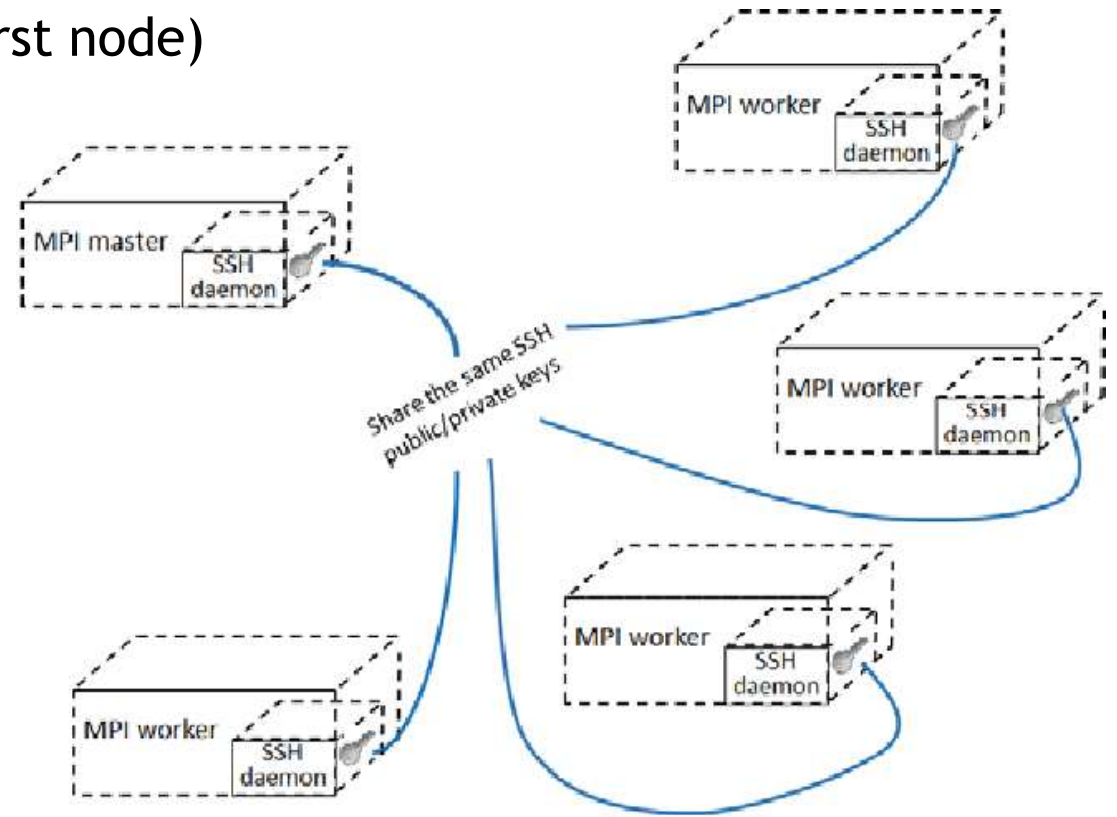 rst node)
MPI worker
SSH
daemon
MPI master
SSH
daemon
Share the same SSH
public/private keys
MPI worker
SSH
daemon
MPI worker
SSH
daemon
MPI worker
SSH
daemon